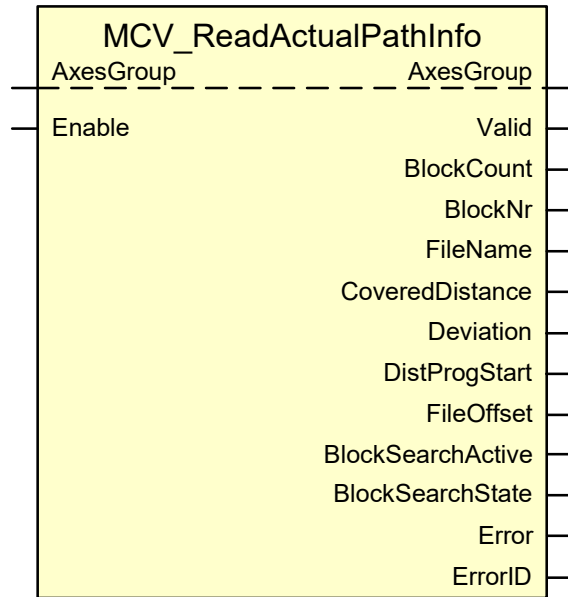 MCV_ReadActualPathInfo
AxesGroup AxesGroup
Enable Valid
BlockCount
BlockNr
FileName
CoveredDistance
Deviation
DistProgStart
FileOffset
BlockSearchActive
BlockSearchState
Error
ErrorID